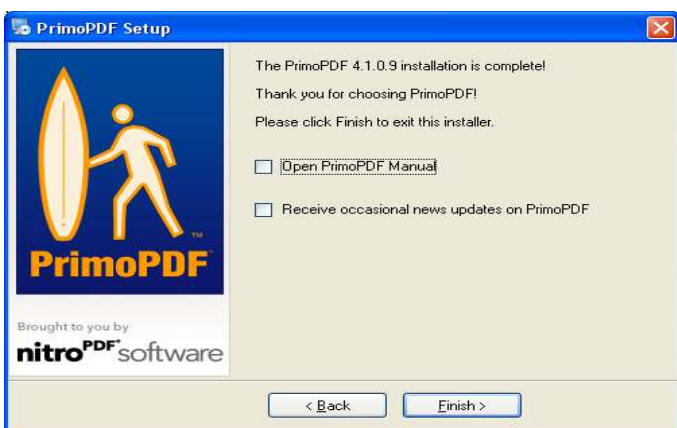 PrimoPDF Setup
The PrimoPDF 4.1.0.9 installation is complete!
Thank you for choosing PrimoPDF!
Please click Finish to exit this installer.
Open PrimoPDF Manual
Receive occasional news updates on PrimoPDF
TM
PrimoPDF
Brought to you by
nitroPDF software
< Back
Finish >